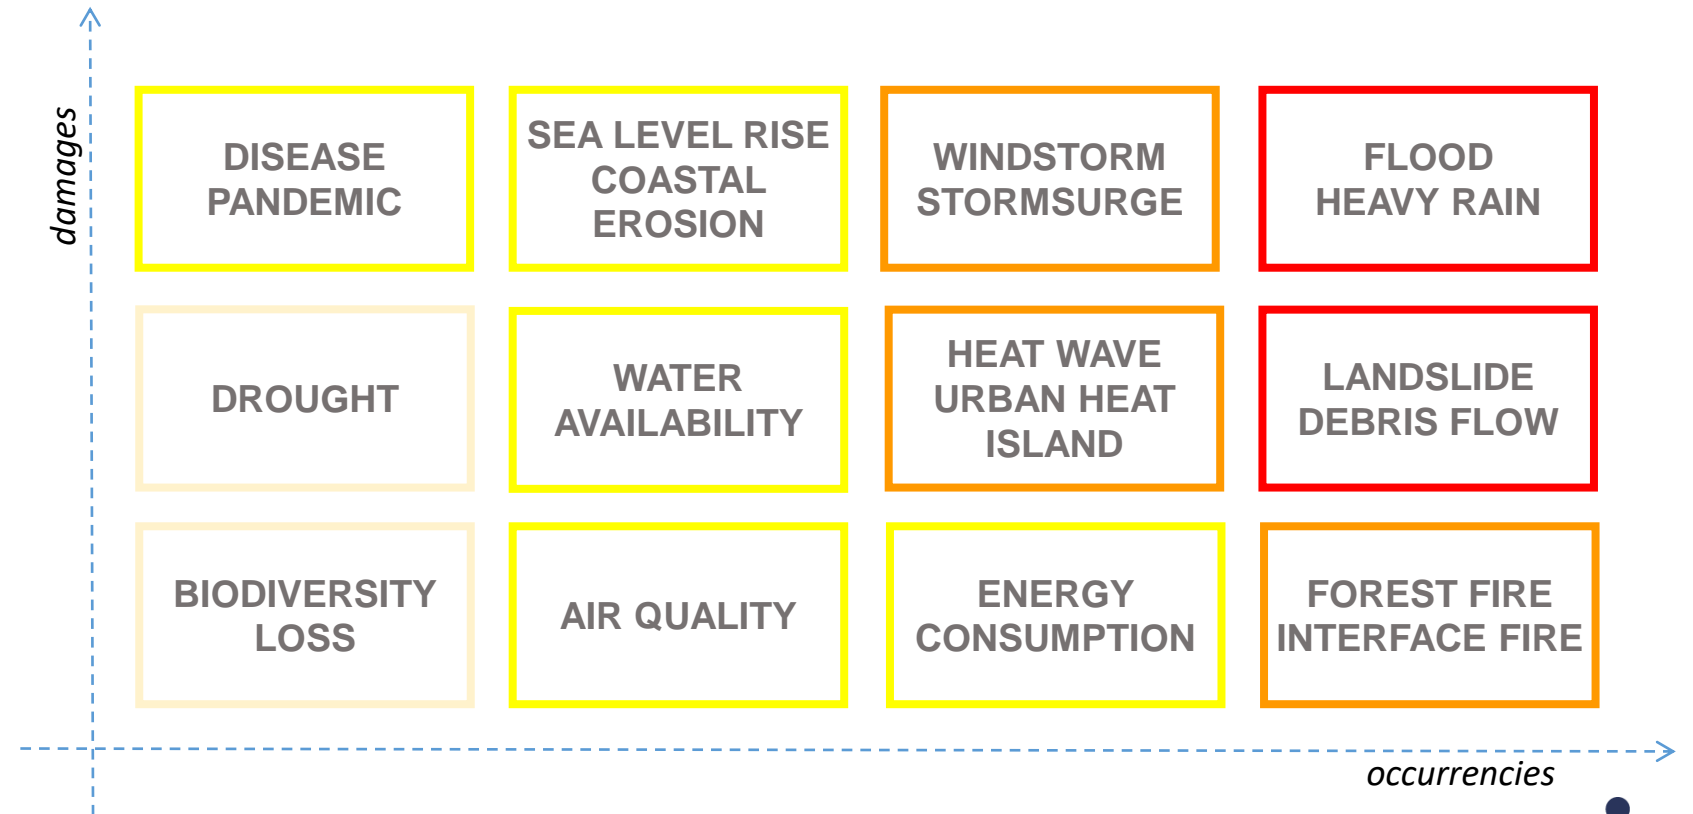 damages
DISEASE
PANDEMIC
SEA LEVEL RISE
COASTAL
EROSION
WINDSTORM
STORMSURGE
FLOOD
HEAVY RAIN
DROUGHT
WATER
AVAILABILITY
HEAT WAVE
URBAN HEAT
ISLAND
LANDSLIDE
DEBRIS FLOW
BIODIVERSITY
LOSS
AIR QUALITY
ENERGY
CONSUMPTION
FOREST FIRE
INTERFACE FIRE
occurrencies